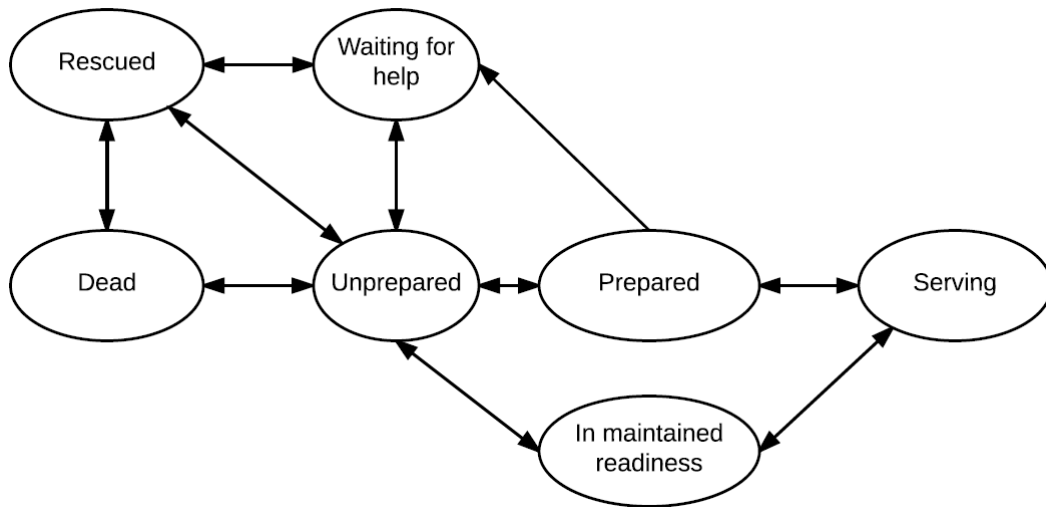 Rescued
Waiting for
help
Dead
Unprepared
Prepared
Serving
In maintained
readiness